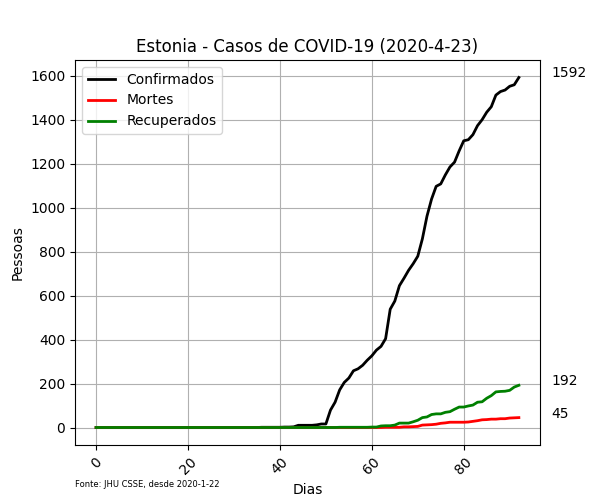 Estonia - Casos de COVID-19 (2020-4-23)
Confirmados
Mortes
Recuperados
1592
192
45
Pessoas
1600
1400
1200
1000
800
600
400
200
0
0
20
40
60
80
Dias
Fonte: JHU CSSE, desde 2020-1-22